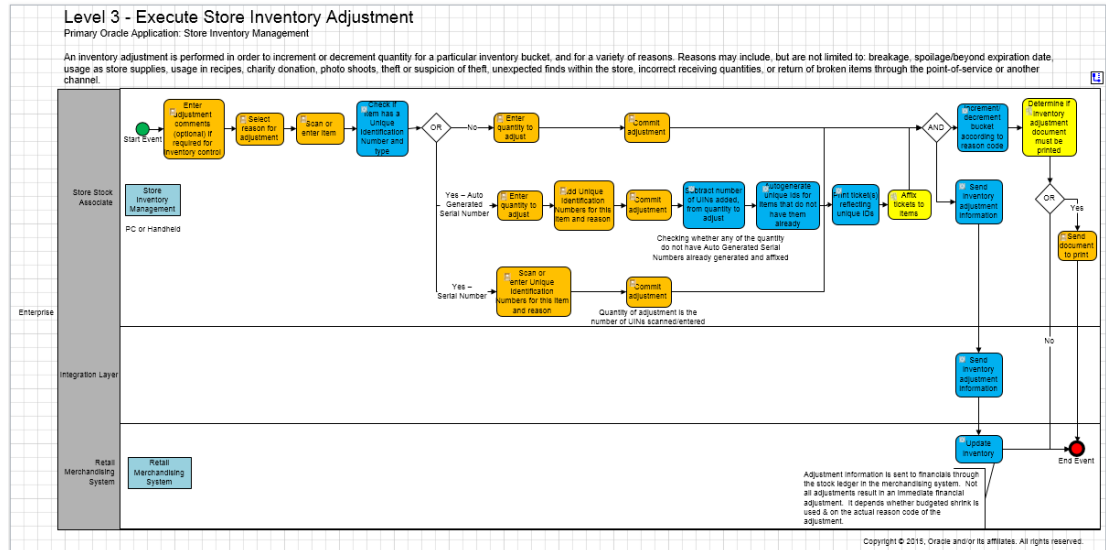 Level 3 - Execute Store Inventory Adjustment
Primary Oracle Application: Store Inventory Management
An inventory adjustment is performed in order to increment or decrement quantity for a particular inventory bucket, and for a variety of reasons. Reasons may include, but are not limited to: breakage, spoilage/beyond expiration date,
usage as store supplies, usage in recipes, charity donation, photo shoots, theft or suspicion of theft, unexpected finds within the store, incorrect receiving quantities, or return of broken items through the point-of-service or another
channel.
Enterprise
Store Stock
Associate
Start Event
Store
Inventory
Management
PC or Handheld
Enter
adjustment
comments
(optional) if
required for
inventory control
Select
reason for
adjustment
Scan or
enter item
Check if
item has a
Unique
Identification
Number and
type
OR
No
Enter
quantity to
adjust
Commit
adjustment
AND
Increment/
decrement
bucket
according to
reason code
Determine if
inventory
adjustment
document
must be
printed
Yes – Auto
Generated
Serial Number
Enter
quantity to
adjust
Add Unique
Identification
Numbers for this
item and reason
Commit
adjustment
Subtract number
of UINs added,
from quantity to
adjust
Autogenerate
unique ids for
items that do not
have them
already
Print ticket(s)
reflecting
unique IDs
Affix
tickets to
items
Send
inventory
adjustment
information
OR
Yes
Send
document
to print
Checking whether any of the quantity
do not have Auto Generated Serial
Numbers already generated and affixed
Yes –
Serial Number
Scan or
enter Unique
Identification
Numbers for this item
and reason
Commit
adjustment
Quantity of adjustment is the
number of UINs scanned/entered
No
Integration Layer
Send
inventory
adjustment
information
Retail
Merchandising
System
Retail
Merchandising
System
Update
inventory
End Event
Adjustment information is sent to financials through
the stock ledger in the merchandising system. Not
all adjustments result in an immediate financial
adjustment. It depends whether budgeted shrink is
used & on the actual reason code of the
adjustment.
Copyright © 2015, Oracle and/or its affiliates. All rights reserved.